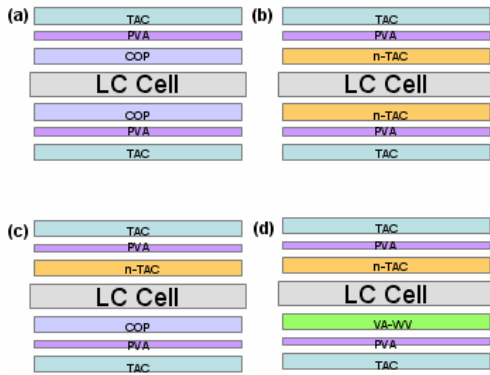 (a)
TAC
PVA
COP
LC Cell
COP
PVA
TAC
(b)
TAC
PVA
n-TAC
LC Cell
n-TAC
PVA
TAC
(c)
TAC
PVA
n-TAC
LC Cell
COP
PVA
TAC
(d)
TAC
PVA
n-TAC
LC Cell
VA-WV
PVA
TAC